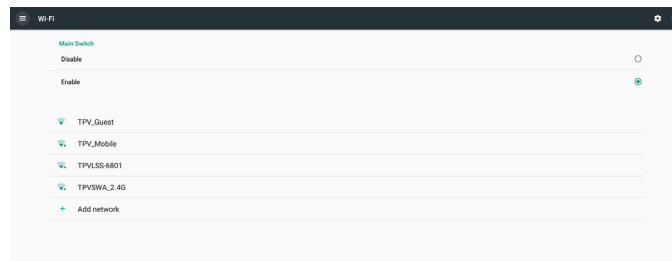 Wi-Fi
Main Switch
Disable
Enable
TPV_Guest
TPV_Mobile
TPVLSS-6801
TPVSWA_2.4G
Add network